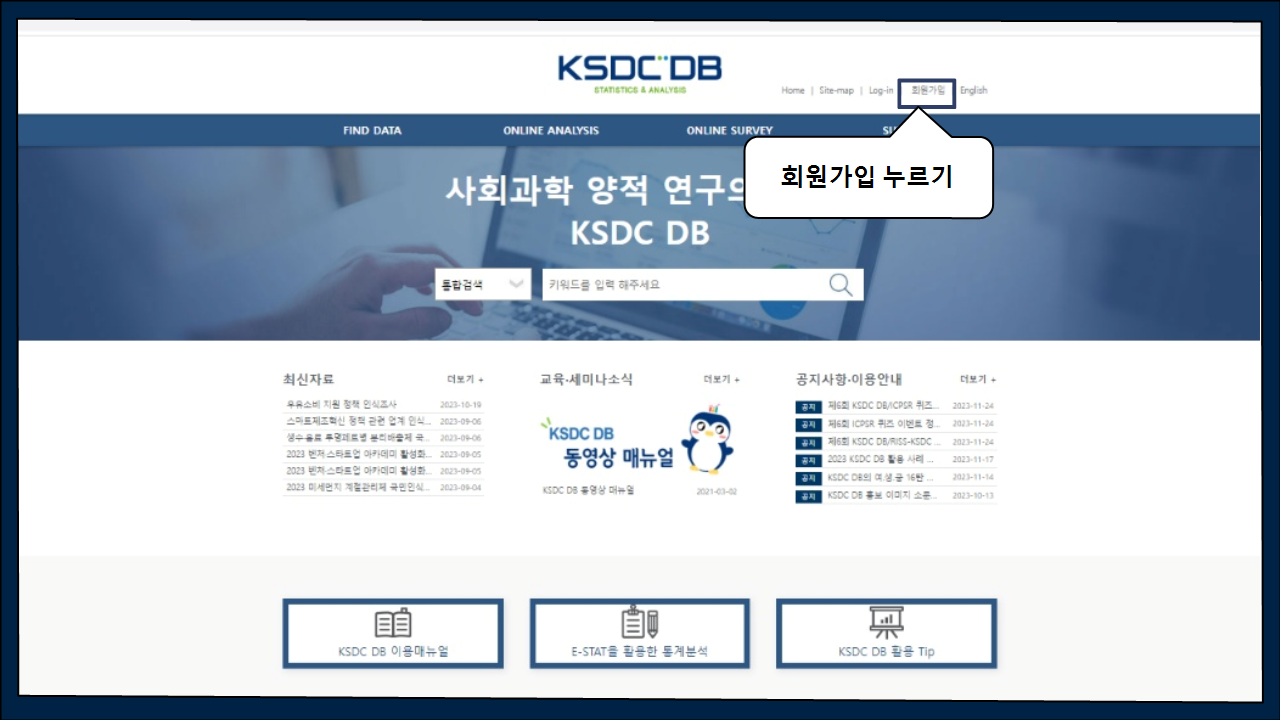 KSDC DB
STATISTICS & ANALYSIS
Home | Site-map | Log-in 회원가입 English
FIND DATA ONLINE ANALYSIS ONLINE SURVEY
회원가입 누르기
사회과학 양적 연구의
KSDC DB
통합검색 키워드를 입력 해주세요
최신자료 더보기 +
우유소비 지원 정책 인식조사 2023-10-19
스마트제조혁신 정책 관련 업계 인식... 2023-09-06
생수·음료 투명페트병 분리배출제 국... 2023-09-06
2023 벤처·스타트업 아카데미 활성화... 2023-09-05
2023 벤처·스타트업 아카데미 활성화... 2023-09-05
2023 미세먼지 계절관리제 국민인식... 2023-09-04
교육·세미나소식 더보기 +
KSDC DB
동영상 매뉴얼
KSDC DB 동영상 매뉴얼 2021-03-02
공지사항·이용안내 더보기 +
공지 제6회 KSDC DB/ICPSR 퀴즈... 2023-11-24
공지 제6회 ICPSR 퀴즈 이벤트 정... 2023-11-24
공지 제6회 KSDC DB/RISS-KSDC ... 2023-11-24
공지 2023 KSDC DB 활용 사례 ... 2023-11-17
공지 KSDC DB의 여.생.공 16탄 ... 2023-11-14
공지 KSDC DB 홍보 이미지 소문... 2023-10-13
KSDC DB 이용매뉴얼
E-STAT을 활용한 통계분석
KSDC DB 활용 Tip